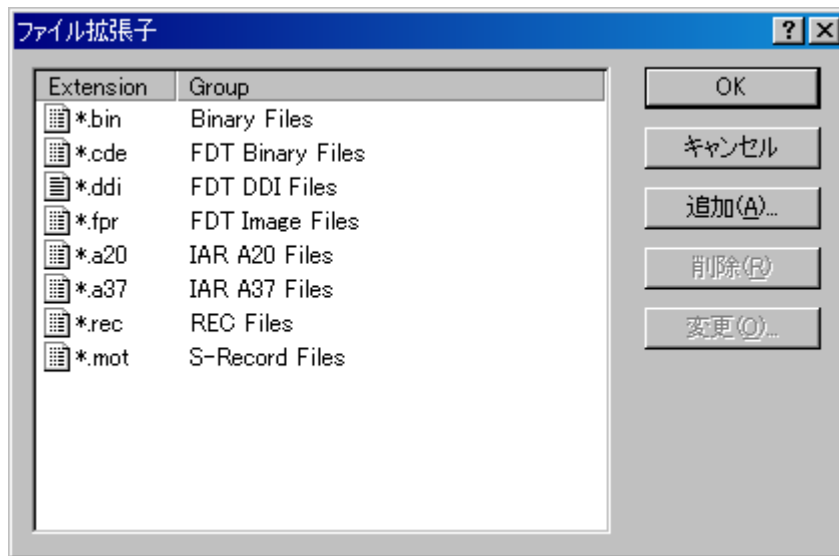 ファイル拡張子
Extension Group
*.bin Binary Files
*.cde FDT Binary Files
*.ddi FDT DDI Files
*.fpr FDT Image Files
*.a20 IAR A20 Files
*.a37 IAR A37 Files
*.rec REC Files
*.mot S-Record Files
OK
キャンセル
追加(A)...
削除(R)
変更(O)...